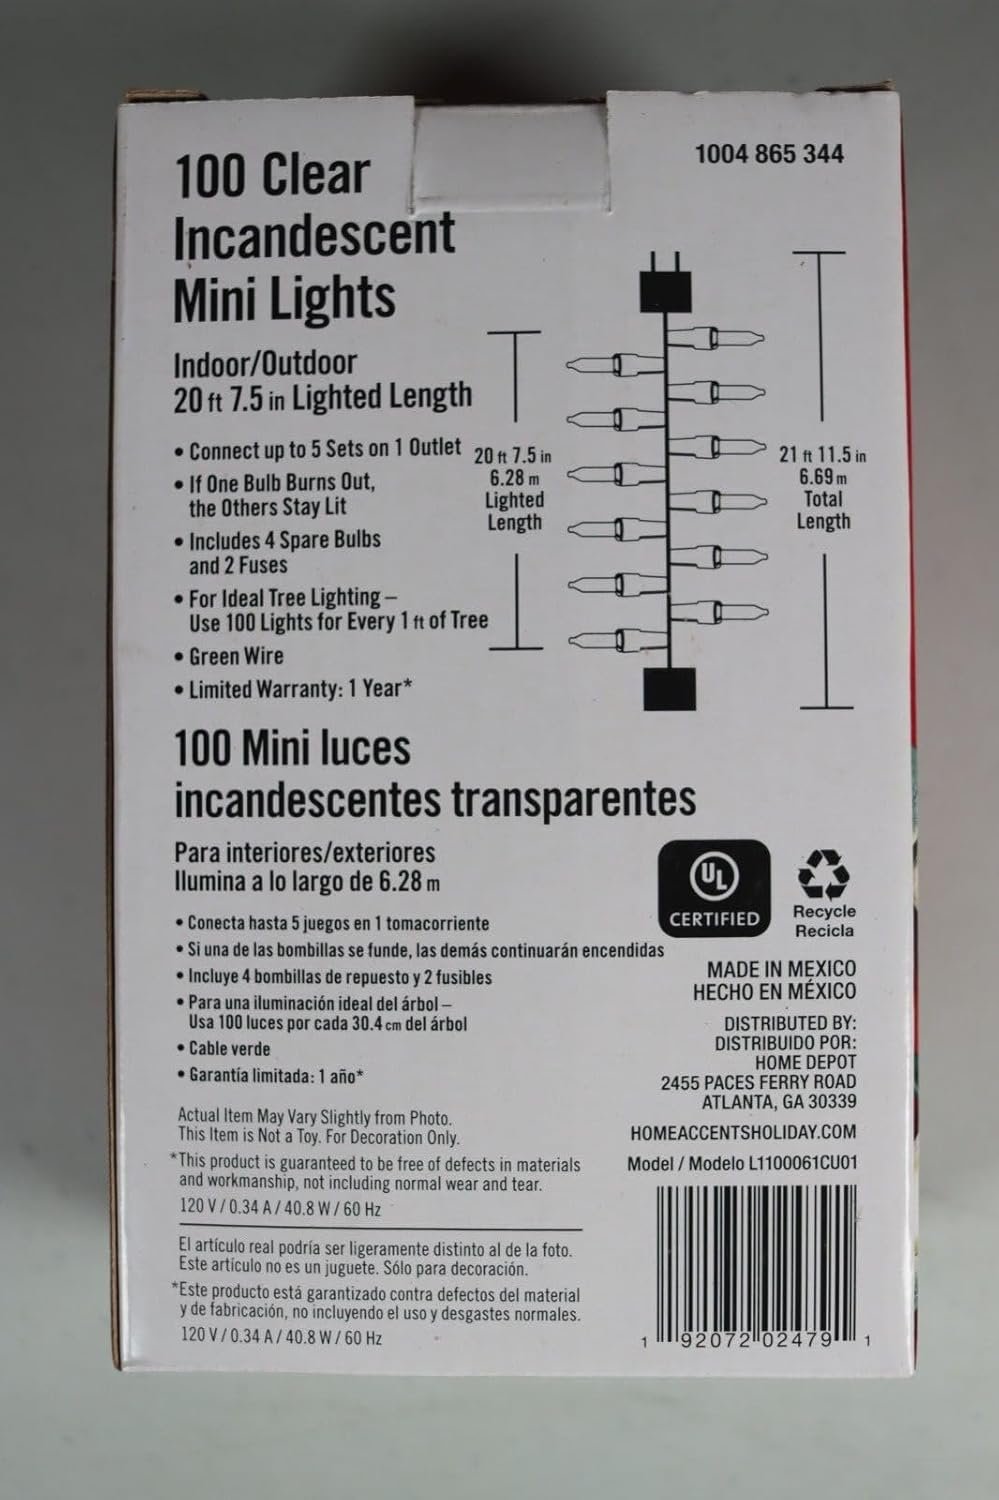 100 Clear
Incandescent
Mini Lights
1004 865 344
Indoor/Outdoor
20 ft 7.5 in Lighted Length
• Connect up to 5 Sets on 1 Outlet
• If One Bulb Burns Out,
the Others Stay Lit
• Includes 4 Spare Bulbs
and 2 Fuses
• For Ideal Tree Lighting –
Use 100 Lights for Every 1 ft of Tree
• Green Wire
• Limited Warranty: 1 Year*
20 ft 7.5 in
6.28 m
Lighted
Length
21 ft 11.5 in
6.69 m
Total
Length
100 Mini luces
incandescentes transparentes
Para interiores/exteriores
Ilumina a lo largo de 6.28 m
• Conecta hasta 5 juegos en 1 tomacorriente
• Si una de las bombillas se funde, las demás continuarán encendidas
• Incluye 4 bombillas de repuesto y 2 fusibles
• Para una iluminación ideal del árbol –
Usa 100 luces por cada 30.4 cm del árbol
• Cable verde
• Garantía limitada: 1 año*
UL
CERTIFIED
Recycle
Recicla
MADE IN MEXICO
HECHO EN MÉXICO
DISTRIBUTED BY:
DISTRIBUIDO POR:
HOME DEPOT
2455 PACES FERRY ROAD
ATLANTA, GA 30339
HOMEACCENTSHOLIDAY.COM
Model / Modelo L1100061CU01
Actual Item May Vary Slightly from Photo.
This Item is Not a Toy. For Decoration Only.
*This product is guaranteed to be free of defects in materials
and workmanship, not including normal wear and tear.
120 V / 0.34 A / 40.8 W / 60 Hz
El artículo real podría ser ligeramente distinto al de la foto.
Este artículo no es un juguete. Sólo para decoración.
*Este producto está garantizado contra defectos del material
y de fabricación, no incluyendo el uso y desgastes normales.
120 V / 0.34 A / 40.8 W / 60 Hz
1 92072 02479 1